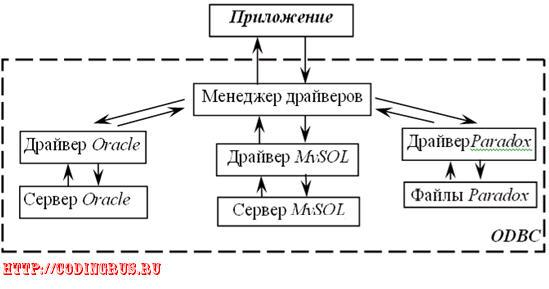 Приложение
Менеджер драйверов
Драйвер Oracle
Драйвер MySQL
Драйвер Paradox
Сервер Oracle
Сервер MySQL
Файлы Paradox
ODBC
HTTP://CODINGRUS.RU